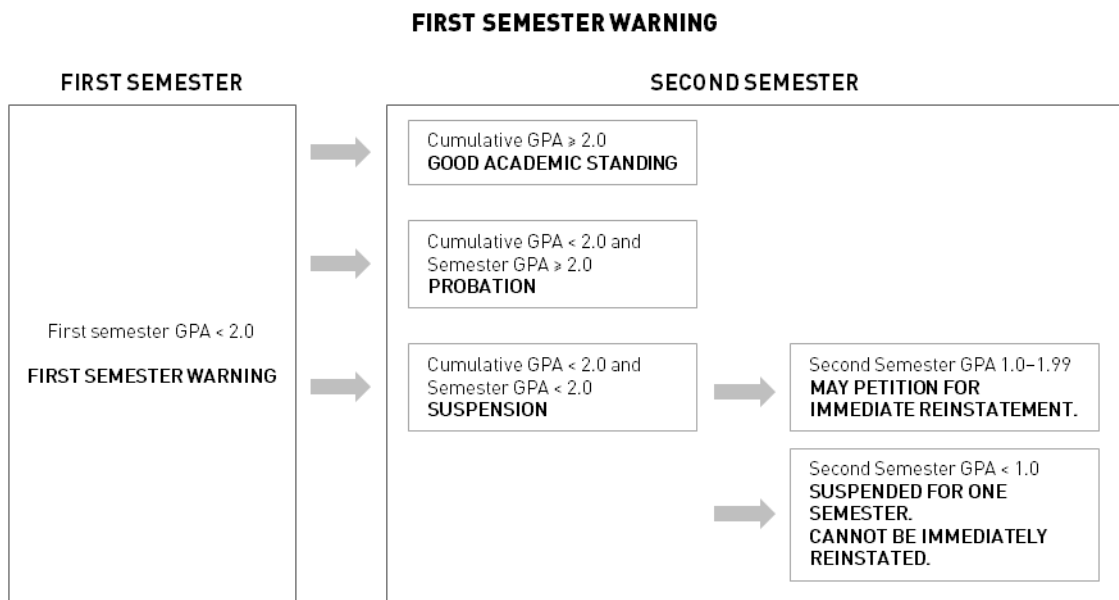 FIRST SEMESTER WARNING
FIRST SEMESTER
SECOND SEMESTER
First semester GPA < 2.0
FIRST SEMESTER WARNING
Cumulative GPA ⩾ 2.0
GOOD ACADEMIC STANDING
Cumulative GPA < 2.0 and
Semester GPA ⩾ 2.0
PROBATION
Cumulative GPA < 2.0 and
Semester GPA < 2.0
SUSPENSION
Second Semester GPA 1.0–1.99
MAY PETITION FOR
IMMEDIATE REINSTATEMENT.
Second Semester GPA < 1.0
SUSPENDED FOR ONE
SEMESTER.
CANNOT BE IMMEDIATELY
REINSTATED.